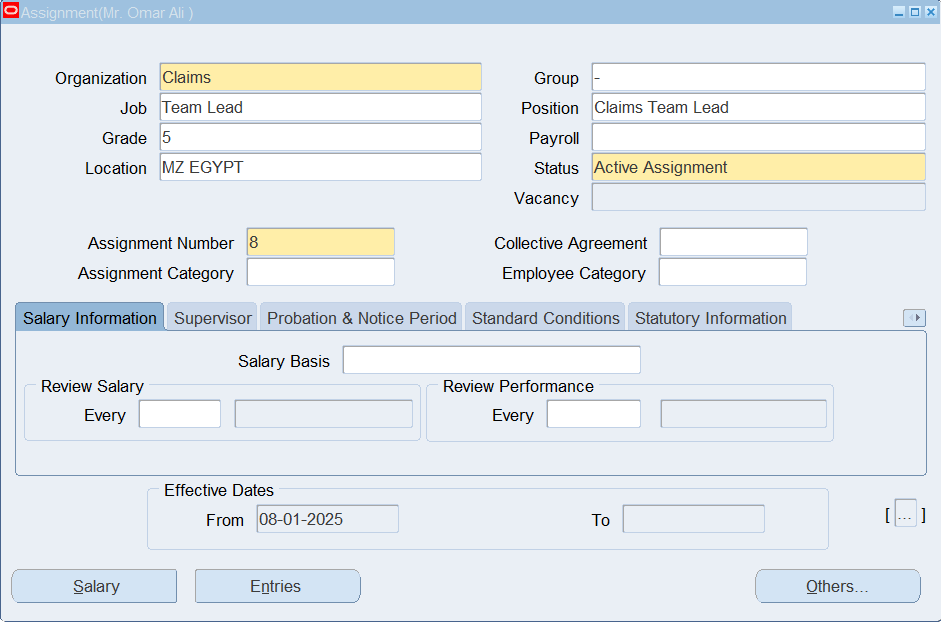 Assignment(Mr. Omar Ali )
Organization Claims
Group -
Job Team Lead
Position Claims Team Lead
Grade 5
Payroll
Location MZ EGYPT
Status Active Assignment
Vacancy
Assignment Number 8
Collective Agreement
Assignment Category
Employee Category
Salary Information Supervisor Probation & Notice Period Standard Conditions Statutory Information
Salary Basis
Review Salary
Every
Review Performance
Every
Effective Dates
From 08-01-2025 To
[ ... ]
Salary Entries Others...